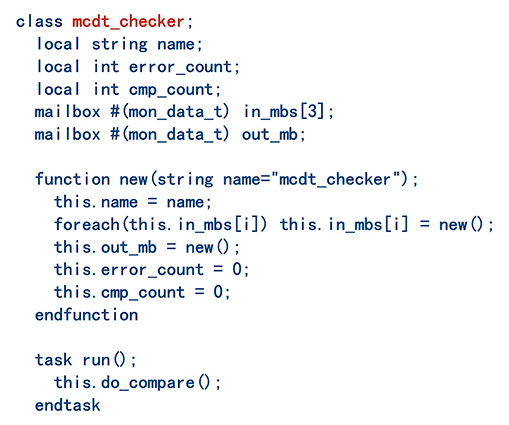 class mcdt_checker;
  local string name;
  local int error_count;
  local int cmp_count;
  mailbox #(mon_data_t) in_mbs[3];
  mailbox #(mon_data_t) out_mb;

  function new(string name="mcdt_checker");
    this.name = name;
    foreach(this.in_mbs[i]) this.in_mbs[i] = new();
    this.out_mb = new();
    this.error_count = 0;
    this.cmp_count = 0;
  endfunction

  task run();
    this.do_compare();
  endtask